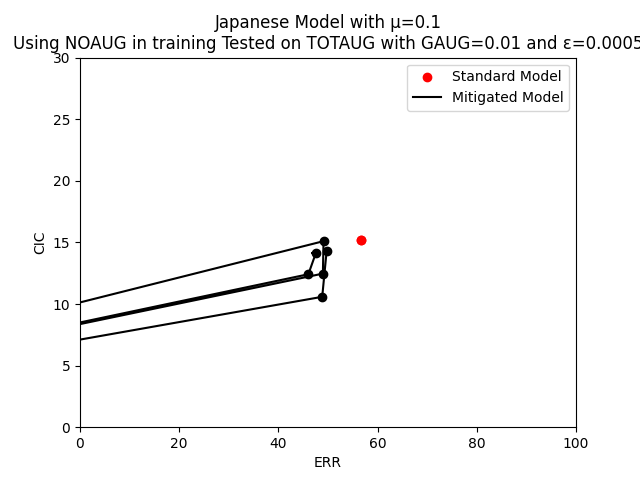 Japanese Model with μ=0.1
Using NOAUG in training Tested on TOTAUG with GAUG=0.01 and ε=0.0005
Standard Model
Mitigated Model
30
25
20
15
10
5
0
CIC
0 20 40 60 80 100
ERR